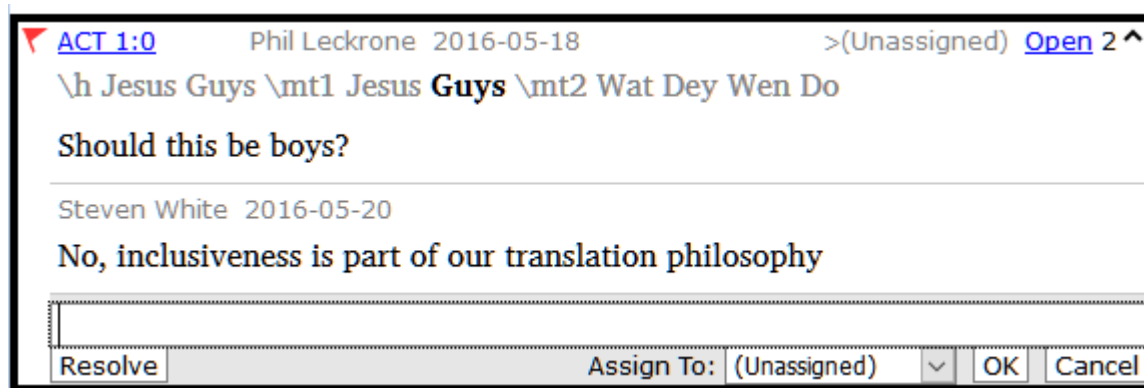 ACT 1:0 Phil Leckrone 2016-05-18 >(Unassigned) Open 2
\h Jesus Guys \mt1 Jesus Guys \mt2 Wat Dey Wen Do
Should this be boys?
Steven White 2016-05-20
No, inclusiveness is part of our translation philosophy
Resolve Assign To: (Unassigned) OK Cancel